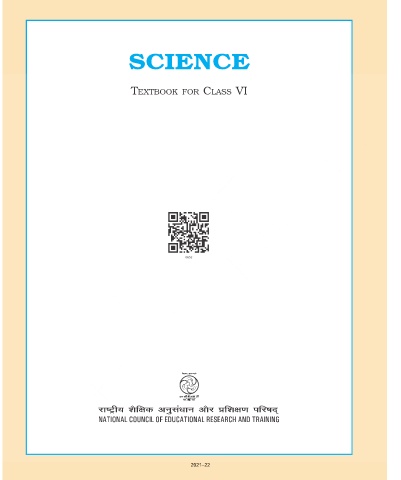 SCIENCE
TEXTBOOK FOR CLASS VI
राष्ट्रीय शैक्षिक अनुसंधान और प्रशिक्षण परिषद्
NATIONAL COUNCIL OF EDUCATIONAL RESEARCH AND TRAINING
2021–22